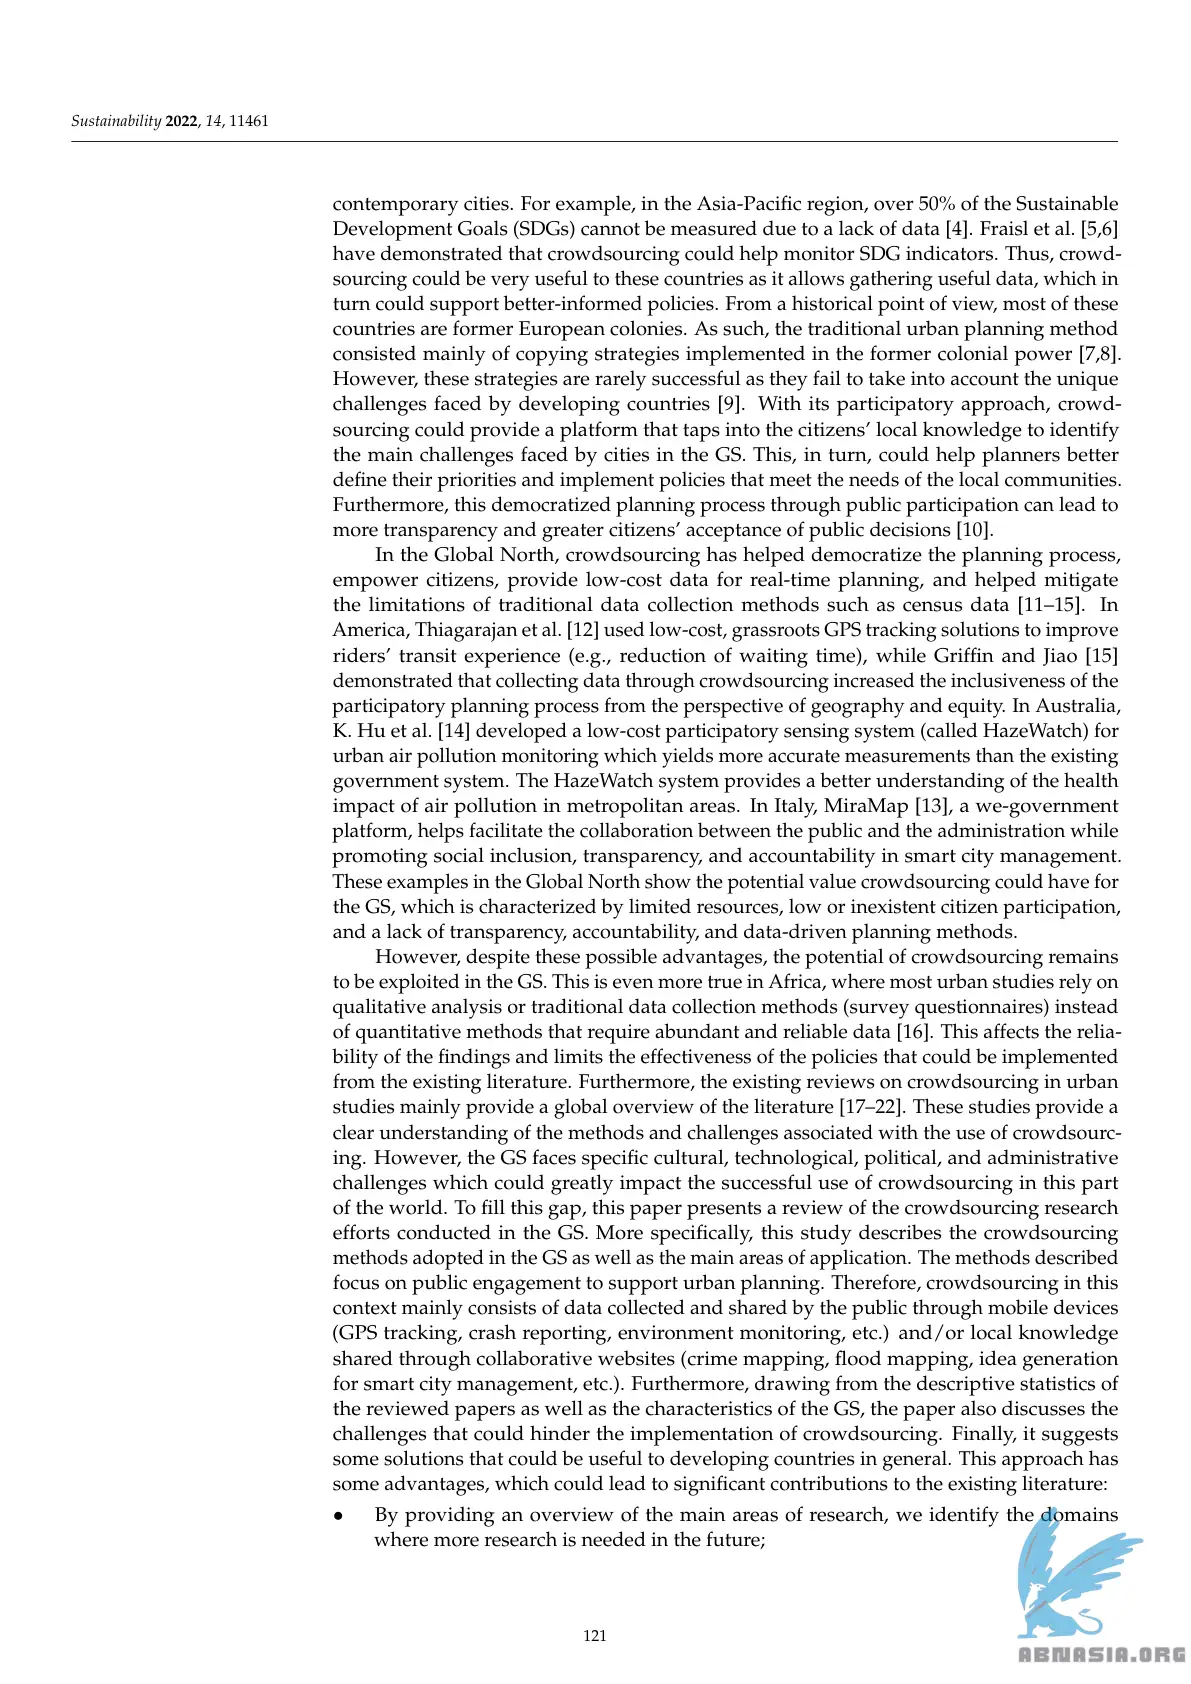 Sustainability 2022, 14, 11461
contemporary cities. For example, in the Asia-Pacific region, over 50% of the Sustainable
Development Goals (SDGs) cannot be measured due to a lack of data [4]. Fraisl et al. [5,6]
have demonstrated that crowdsourcing could help monitor SDG indicators. Thus, crowd-
sourcing could be very useful to these countries as it allows gathering useful data, which in
turn could support better-informed policies. From a historical point of view, most of these
countries are former European colonies. As such, the traditional urban planning method
consisted mainly of copying strategies implemented in the former colonial power [7,8].
However, these strategies are rarely successful as they fail to take into account the unique
challenges faced by developing countries [9]. With its participatory approach, crowd-
sourcing could provide a platform that taps into the citizens’ local knowledge to identify
the main challenges faced by cities in the GS. This, in turn, could help planners better
define their priorities and implement policies that meet the needs of the local communities.
Furthermore, this democratized planning process through public participation can lead to
more transparency and greater citizens’ acceptance of public decisions [10].
In the Global North, crowdsourcing has helped democratize the planning process,
empower citizens, provide low-cost data for real-time planning, and helped mitigate
the limitations of traditional data collection methods such as census data [11–15]. In
America, Thiagarajan et al. [12] used low-cost, grassroots GPS tracking solutions to improve
riders’ transit experience (e.g., reduction of waiting time), while Griffin and Jiao [15]
demonstrated that collecting data through crowdsourcing increased the inclusiveness of the
participatory planning process from the perspective of geography and equity. In Australia,
K. Hu et al. [14] developed a low-cost participatory sensing system (called HazeWatch) for
urban air pollution monitoring which yields more accurate measurements than the existing
government system. The HazeWatch system provides a better understanding of the health
impact of air pollution in metropolitan areas. In Italy, MiraMap [13], a we-government
platform, helps facilitate the collaboration between the public and the administration while
promoting social inclusion, transparency, and accountability in smart city management.
These examples in the Global North show the potential value crowdsourcing could have for
the GS, which is characterized by limited resources, low or inexistent citizen participation,
and a lack of transparency, accountability, and data-driven planning methods.
However, despite these possible advantages, the potential of crowdsourcing remains
to be exploited in the GS. This is even more true in Africa, where most urban studies rely on
qualitative analysis or traditional data collection methods (survey questionnaires) instead
of quantitative methods that require abundant and reliable data [16]. This affects the relia-
bility of the findings and limits the effectiveness of the policies that could be implemented
from the existing literature. Furthermore, the existing reviews on crowdsourcing in urban
studies mainly provide a global overview of the literature [17–22]. These studies provide a
clear understanding of the methods and challenges associated with the use of crowdsourc-
ing. However, the GS faces specific cultural, technological, political, and administrative
challenges which could greatly impact the successful use of crowdsourcing in this part
of the world. To fill this gap, this paper presents a review of the crowdsourcing research
efforts conducted in the GS. More specifically, this study describes the crowdsourcing
methods adopted in the GS as well as the main areas of application. The methods described
focus on public engagement to support urban planning. Therefore, crowdsourcing in this
context mainly consists of data collected and shared by the public through mobile devices
(GPS tracking, crash reporting, environment monitoring, etc.) and/or local knowledge
shared through collaborative websites (crime mapping, flood mapping, idea generation
for smart city management, etc.). Furthermore, drawing from the descriptive statistics of
the reviewed papers as well as the characteristics of the GS, the paper also discusses the
challenges that could hinder the implementation of crowdsourcing. Finally, it suggests
some solutions that could be useful to developing countries in general. This approach has
some advantages, which could lead to significant contributions to the existing literature:
• By providing an overview of the main areas of research, we identify the domains
where more research is needed in the future;
121
ABNASIA.ORG